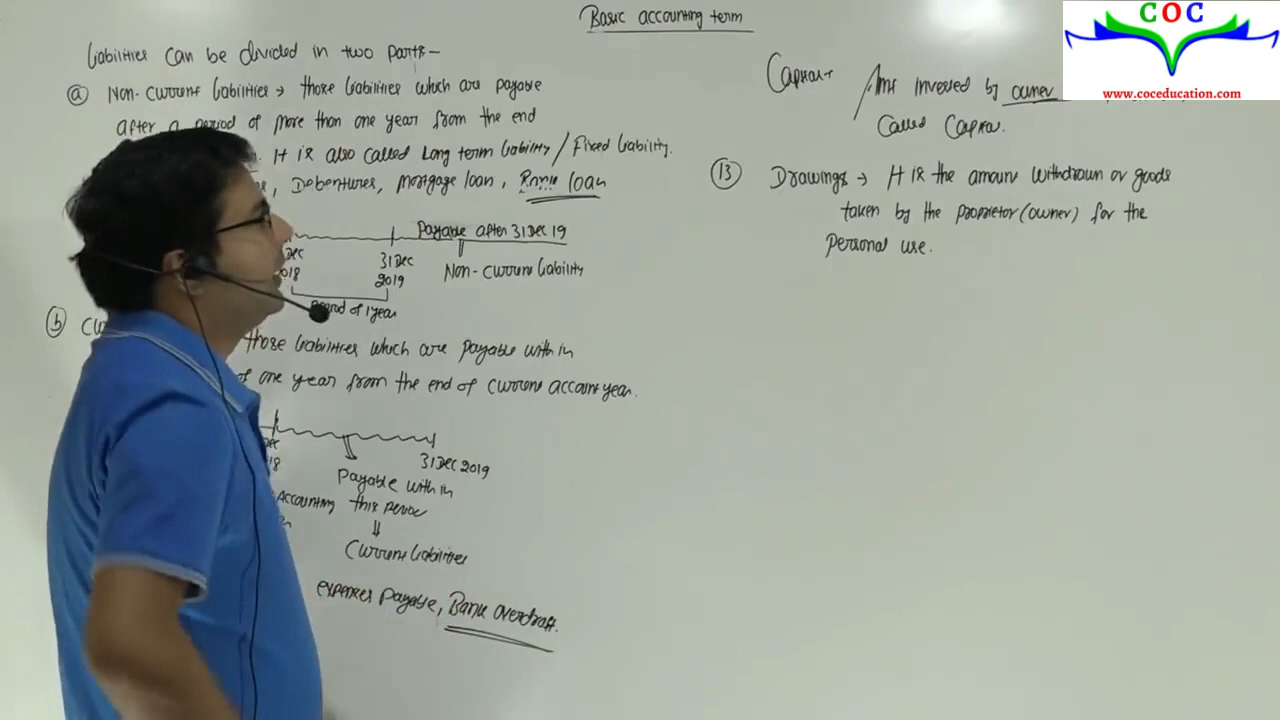 Basic accounting term
liabilities can be divided in two parts -
(a) Non-current liabilities → those liabilities which are payable
after a period of more than one year from the end
It is also called Long term liability / Fixed liability.
, Debentures, Mortgage loan, Bank loan
Payable after 31 Dec 19
Dec
31 Dec
2019
Non-current liability
Period of 1 year
(b)
those liabilities which are payable with in
of one year from the end of current account year.
31 Dec 2019
Payable with in
Accounting this period
Current liabilities
expenses payable, Bank overdraft.
Capital → Amt invested by owner
Called Capital.
(13) Drawings → It is the amount withdrawn or goods
taken by the proprietor (owner) for the
Personal use.
COC
www.coceducation.com